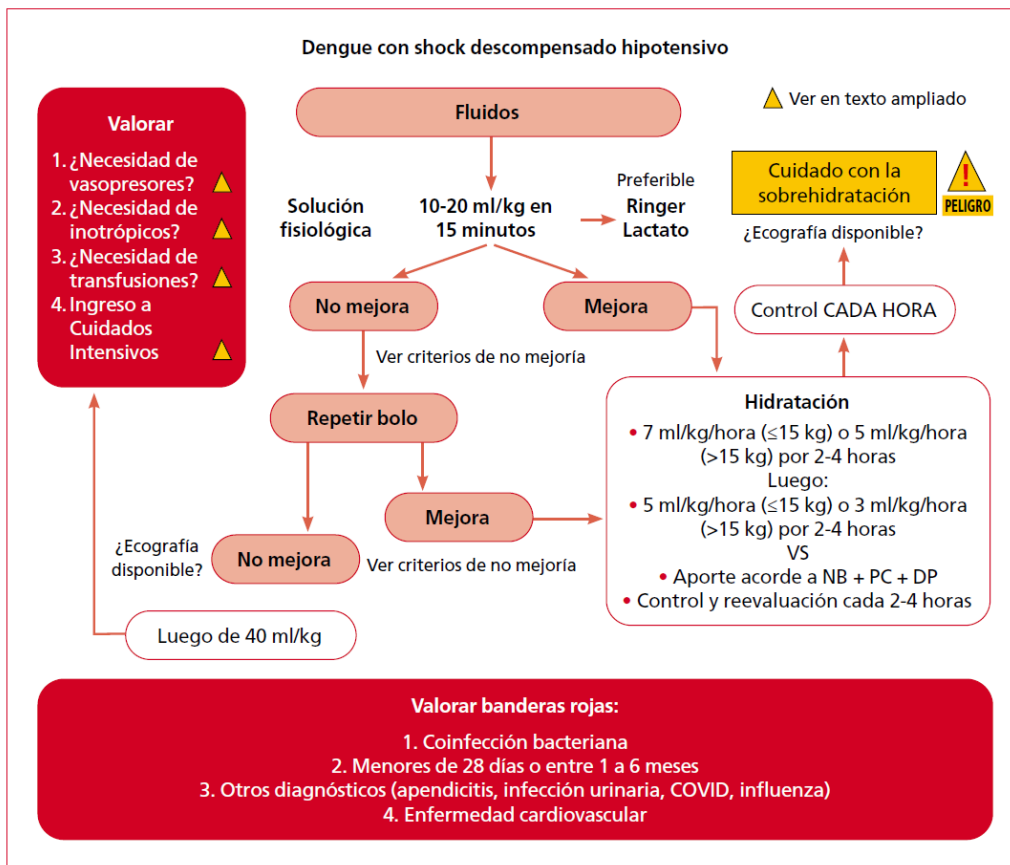 Dengue con shock descompensado hipotensivo
Valorar
1. ¿Necesidad de
vasopresores?
2. ¿Necesidad de
inotrópicos?
3. ¿Necesidad de
transfusiones?
4. Ingreso a
Cuidados
Intensivos
Fluidos
Ver en texto ampliado
Solución
fisiológica
10-20 ml/kg en
15 minutos
Preferible
Ringer
Lactato
Cuidado con la
sobrehidratación
!
PELIGRO
¿Ecografía disponible?
No mejora
Mejora
Control CADA HORA
Ver criterios de no mejoría
Repetir bolo
Hidratación
• 7 ml/kg/hora (≤15 kg) o 5 ml/kg/hora
(>15 kg) por 2-4 horas
Luego:
• 5 ml/kg/hora (≤15 kg) o 3 ml/kg/hora
(>15 kg) por 2-4 horas
VS
• Aporte acorde a NB + PC + DP
• Control y reevaluación cada 2-4 horas
Mejora
¿Ecografía
disponible?
No mejora
Ver criterios de no mejoría
Luego de 40 ml/kg
Valorar banderas rojas:
1. Coinfección bacteriana
2. Menores de 28 días o entre 1 a 6 meses
3. Otros diagnósticos (apendicitis, infección urinaria, COVID, influenza)
4. Enfermedad cardiovascular